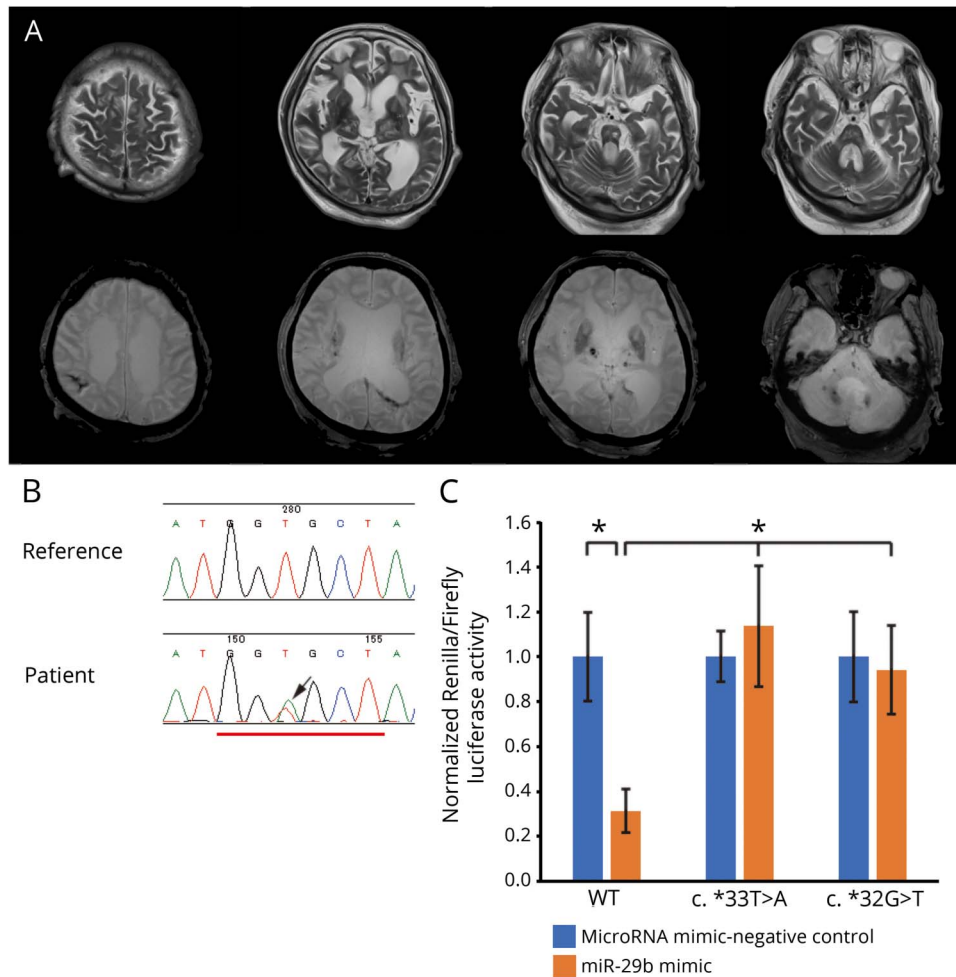 A
B
Reference
280
A T G G T G C T A
Patient
150 155
A T G G T G C T A
C
Normalized Renilla/Firefly
luciferase activity
1.6
1.4
1.2
1.0
0.8
0.6
0.4
0.2
0.0
* *
WT c. *33T>A c. *32G>T
MicroRNA mimic-negative control
miR-29b mimic